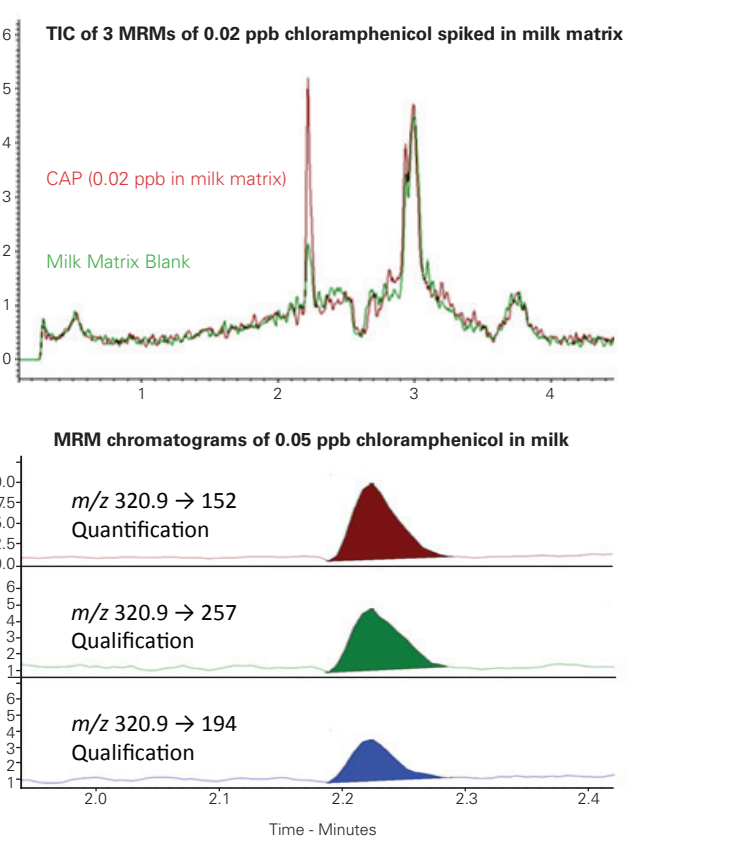 TIC of 3 MRMs of 0.02 ppb chloramphenicol spiked in milk matrix
6
5
4
3
2
1
0
CAP (0.02 ppb in milk matrix)
Milk Matrix Blank
1 2 3 4
MRM chromatograms of 0.05 ppb chloramphenicol in milk
m/z 320.9 → 152
Quantification
m/z 320.9 → 257
Qualification
6
5
4
3
2
1
m/z 320.9 → 194
Qualification
6
5
4
3
2
1
2.0 2.1 2.2 2.3 2.4
Time - Minutes